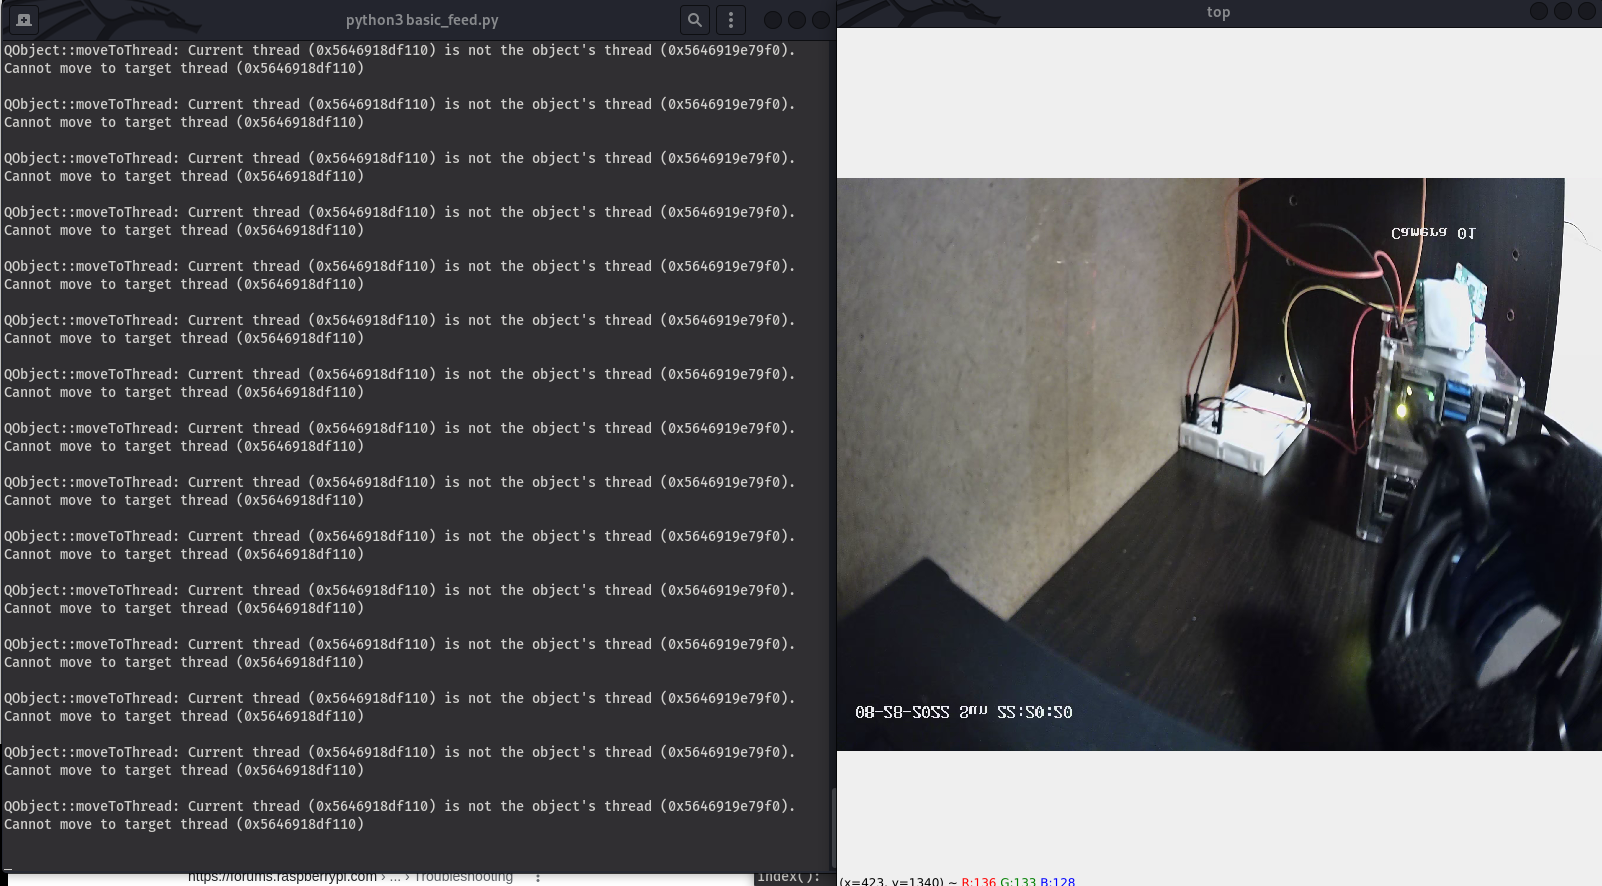 python3 basic_feed.py
QObject::moveToThread: Current thread (0x5646918df110) is not the object's thread (0x5646919e79f0).
Cannot move to target thread (0x5646918df110)
QObject::moveToThread: Current thread (0x5646918df110) is not the object's thread (0x5646919e79f0).
Cannot move to target thread (0x5646918df110)
QObject::moveToThread: Current thread (0x5646918df110) is not the object's thread (0x5646919e79f0).
Cannot move to target thread (0x5646918df110)
QObject::moveToThread: Current thread (0x5646918df110) is not the object's thread (0x5646919e79f0).
Cannot move to target thread (0x5646918df110)
QObject::moveToThread: Current thread (0x5646918df110) is not the object's thread (0x5646919e79f0).
Cannot move to target thread (0x5646918df110)
QObject::moveToThread: Current thread (0x5646918df110) is not the object's thread (0x5646919e79f0).
Cannot move to target thread (0x5646918df110)
QObject::moveToThread: Current thread (0x5646918df110) is not the object's thread (0x5646919e79f0).
Cannot move to target thread (0x5646918df110)
QObject::moveToThread: Current thread (0x5646918df110) is not the object's thread (0x5646919e79f0).
Cannot move to target thread (0x5646918df110)
QObject::moveToThread: Current thread (0x5646918df110) is not the object's thread (0x5646919e79f0).
Cannot move to target thread (0x5646918df110)
QObject::moveToThread: Current thread (0x5646918df110) is not the object's thread (0x5646919e79f0).
Cannot move to target thread (0x5646918df110)
QObject::moveToThread: Current thread (0x5646918df110) is not the object's thread (0x5646919e79f0).
Cannot move to target thread (0x5646918df110)
QObject::moveToThread: Current thread (0x5646918df110) is not the object's thread (0x5646919e79f0).
Cannot move to target thread (0x5646918df110)
QObject::moveToThread: Current thread (0x5646918df110) is not the object's thread (0x5646919e79f0).
Cannot move to target thread (0x5646918df110)
QObject::moveToThread: Current thread (0x5646918df110) is not the object's thread (0x5646919e79f0).
Cannot move to target thread (0x5646918df110)
QObject::moveToThread: Current thread (0x5646918df110) is not the object's thread (0x5646919e79f0).
Cannot move to target thread (0x5646918df110)
https://forums.raspberrypi.com › ... › Troubleshooting
index():
top
Camera 01
08-28-2022 Sun 22:20:20
(x=423, y=1340) ~ R:136 G:133 B:128